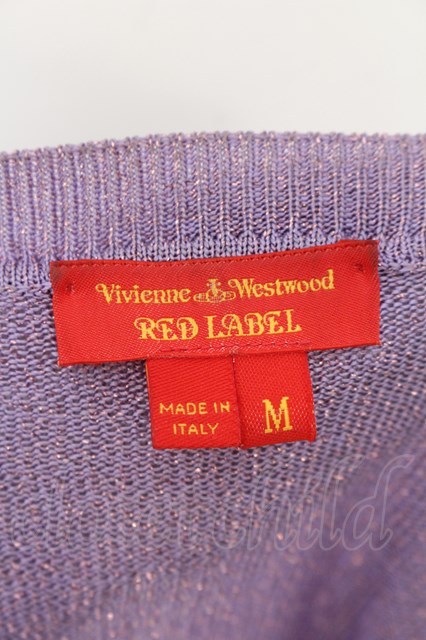 Vivienne Westwood
RED LABEL
MADE IN
ITALY
M